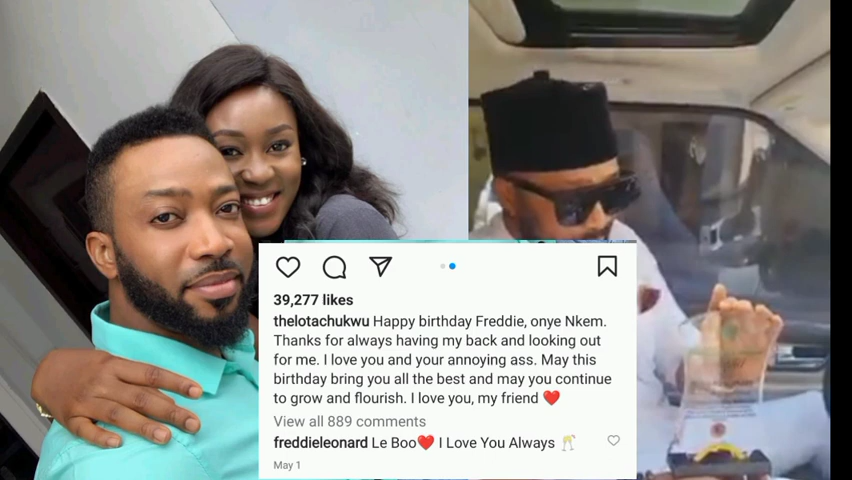 39,277 likes
thelotachukwu Happy birthday Freddie, onye Nkem.
Thanks for always having my back and looking out
for me. I love you and your annoying ass. May this
birthday bring you all the best and may you continue
to grow and flourish. I love you, my friend ❤️
View all 889 comments
freddieleonard Le Boo❤️ I Love You Always 🥂
May 1